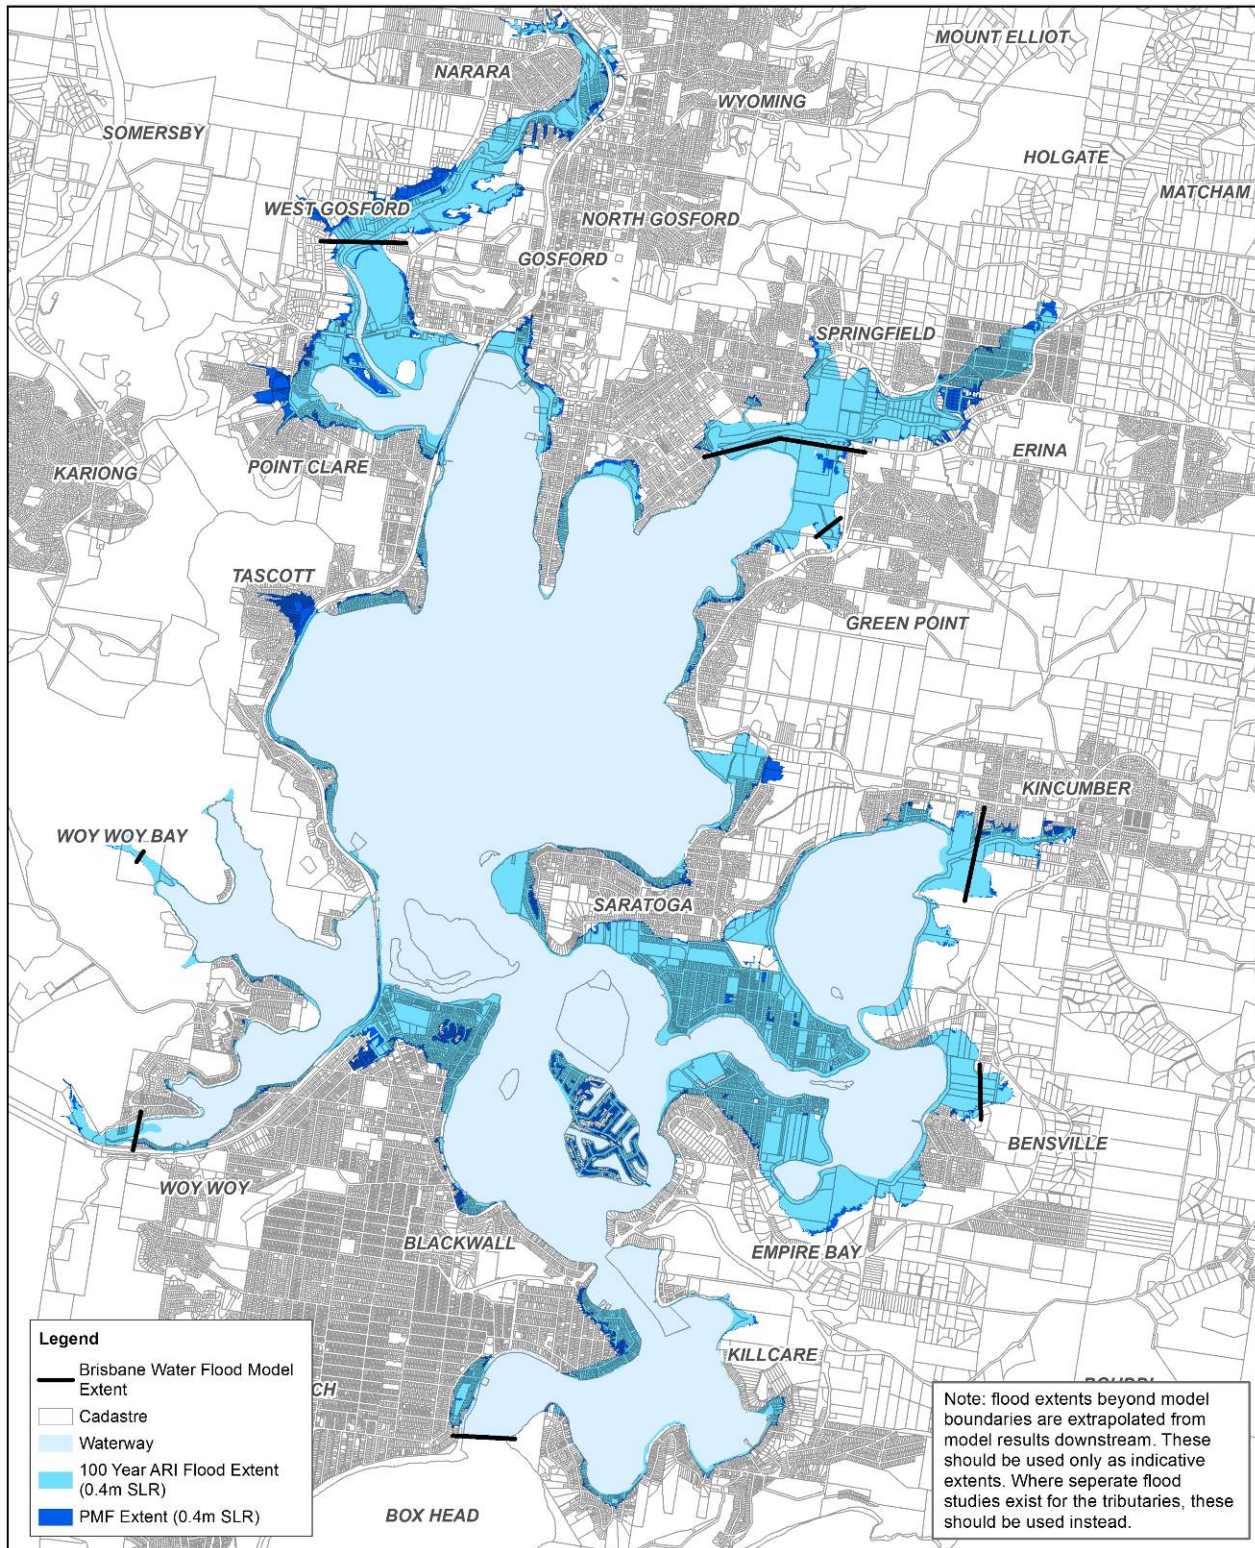 MOUNT ELLIOT
NARARA
WYOMING
SOMERSBY
HOLGATE
MATCHAM
WEST GOSFORD
NORTH GOSFORD
GOSFORD
SPRINGFIELD
ERINA
POINT CLARE
KARIONG
TASCOTT
GREEN POINT
KINCUMBER
WOY WOY BAY
SARATOGA
BENSVILLE
WOY WOY
BLACKWALL
EMPIRE BAY
KILLCARE
CH
BOX HEAD
Legend
Brisbane Water Flood Model
Extent
Cadastre
Waterway
100 Year ARI Flood Extent
(0.4m SLR)
PMF Extent (0.4m SLR)
Note: flood extents beyond model
boundaries are extrapolated from
model results downstream. These
should be used only as indicative
extents. Where seperate flood
studies exist for the tributaries, these
should be used instead.